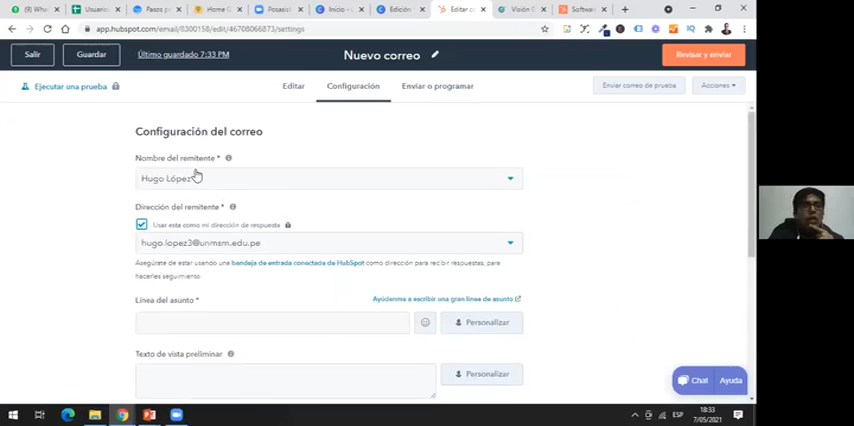 (9) Wha
Usuario
Pasos p
Home G
Posasis
Inicio - 
Edición
Editar c
Visión G
Software
app.hubspot.com/email/8300158/edit/46708066873/settings
Salir
Guardar
Último guardado 7:33 PM
Nuevo correo
Revisar y enviar
Ejecutar una prueba
Editar
Configuración
Enviar o programar
Enviar correo de prueba
Acciones
Configuración del correo
Nombre del remitente *
Hugo López
Dirección del remitente *
Usar esta como mi dirección de respuesta
hugo.lopez3@unmsm.edu.pe
Asegúrate de estar usando una bandeja de entrada conectada de HubSpot como dirección para recibir respuestas, para
hacerles seguimiento.
Línea del asunto *
Ayúdenme a escribir una gran línea de asunto
Personalizar
Texto de vista preliminar
Personalizar
Chat
Ayuda
ESP
18:33
7/05/2021